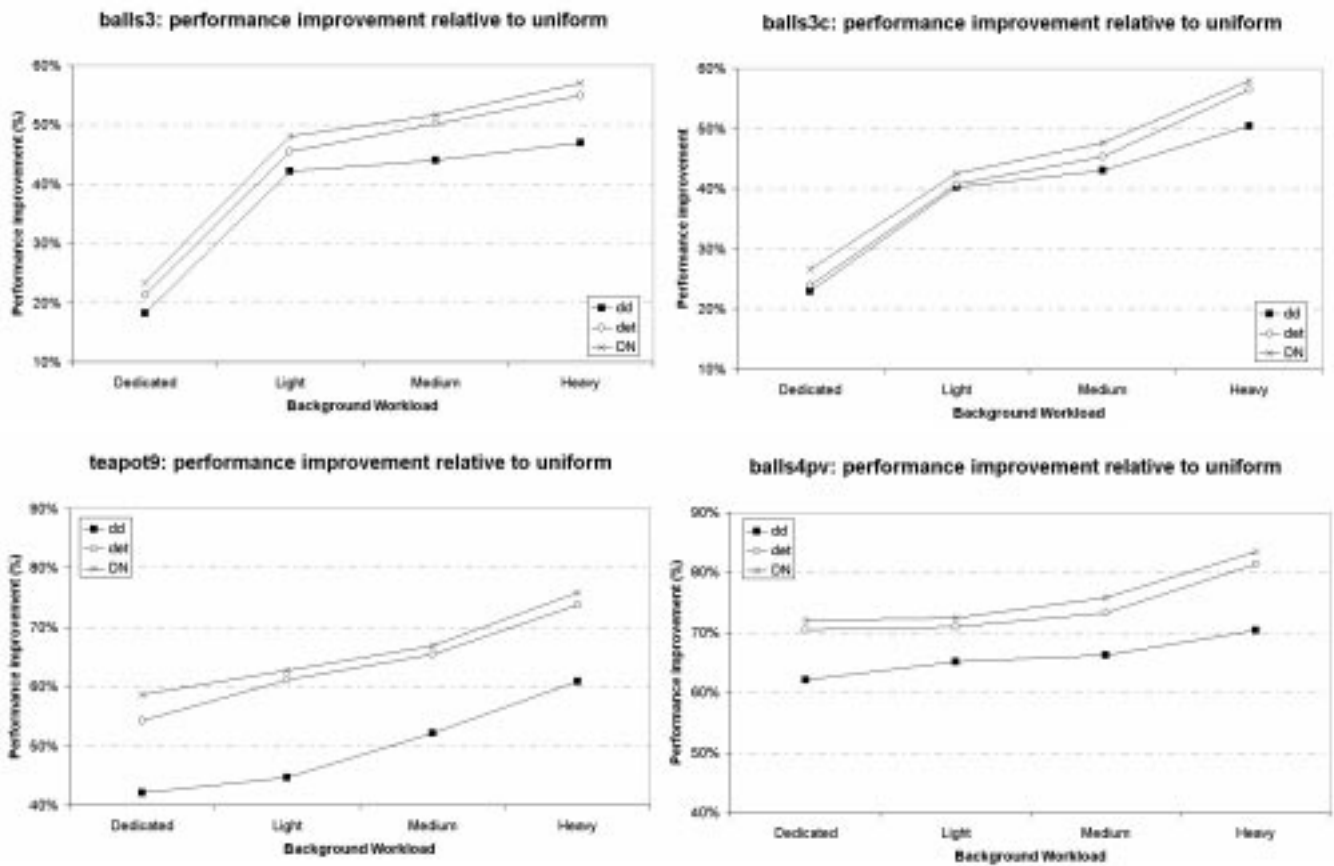 balls3: performance improvement relative to uniform
60%
50%
40%
30%
20%
10%
Performance improvement (%)
dd
det
DN
Dedicated Light Medium Heavy
Background Workload
balls3c: performance improvement relative to uniform
60%
50%
40%
30%
20%
10%
Performance improvement
dd
det
DN
Dedicated Light Medium Heavy
Background Workload
teapot9: performance improvement relative to uniform
90%
80%
70%
60%
50%
40%
Performance improvement (%)
dd
det
DN
Dedicated Light Medium Heavy
Background Workload
balls4pv: performance improvement relative to uniform
90%
80%
70%
60%
50%
40%
Performance improvement (%)
dd
det
DN
Dedicated Light Medium Heavy
Background Workload